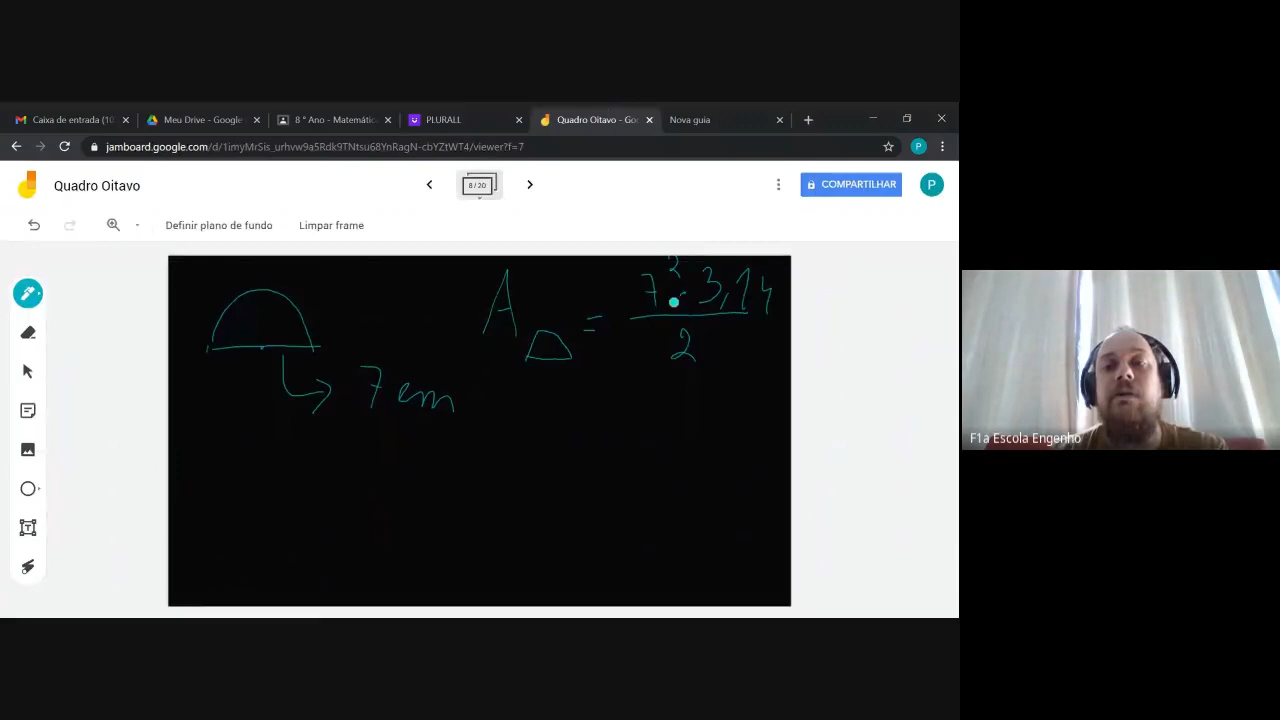 Caixa de entrada (10
Meu Drive - Google
8 ° Ano - Matemátic
PLURALL
Quadro Oitavo - Goo
Nova guia
jamboard.google.com/d/1imyMrSis_urhvw9a5Rdk9TNtsu68YnRagN-cbYZtWT4/viewer?f=7
P
Quadro Oitavo
8 / 20
COMPARTILHAR
P
Definir plano de fundo
Limpar frame
A = 7² · 3,14
2
7 cm
F1a Escola Engenho